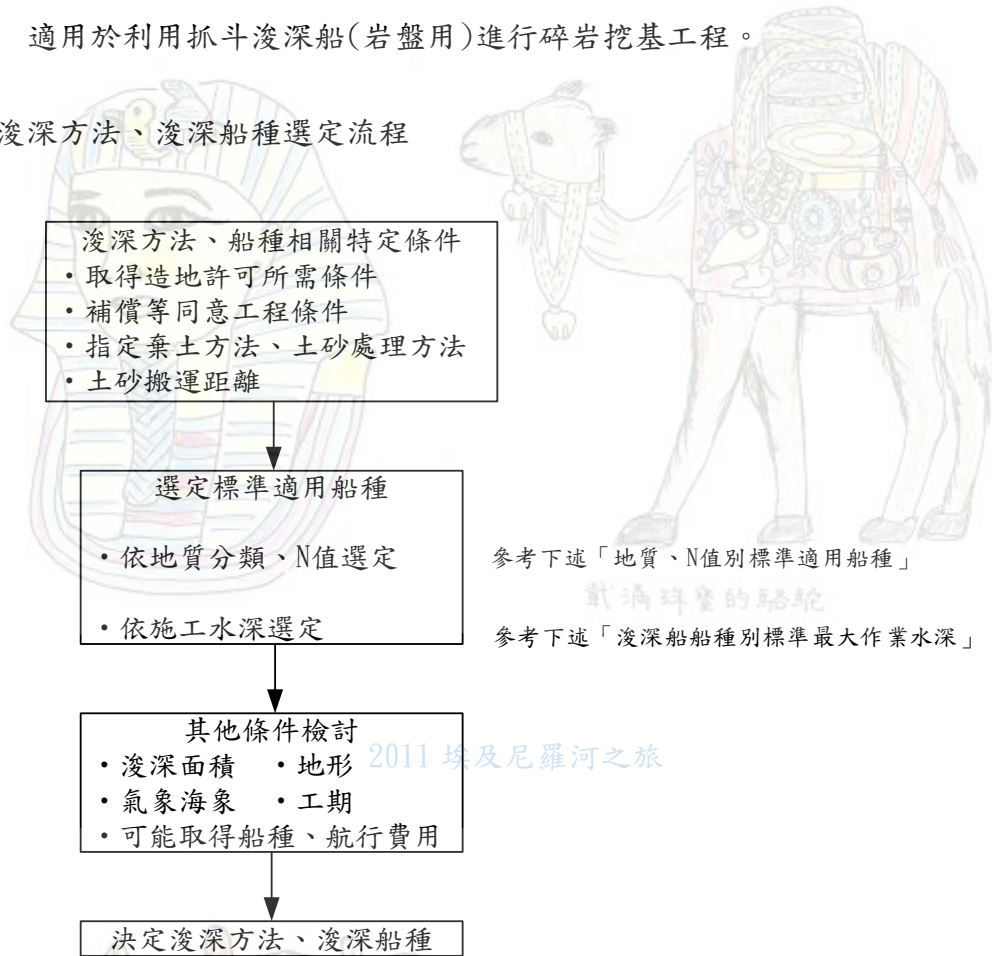 適用於利用抓斗浚深船(岩盤用)進行碎岩挖基工程。
浚深方法、浚深船種選定流程
浚深方法、船種相關特定條件
・取得造地許可所需條件
・補償等同意工程條件
・指定棄土方法、土砂處理方法
・土砂搬運距離
選定標準適用船種
・依地質分類、N值選定
參考下述「地質、N值別標準適用船種」
載滿珠寶的駱駝
・依施工水深選定
參考下述「浚深船船種別標準最大作業水深」
其他條件檢討
・浚深面積 ・地形
2011 埃及尼羅河之旅
・氣象海象 ・工期
・可能取得船種、航行費用
決定浚深方法、浚深船種